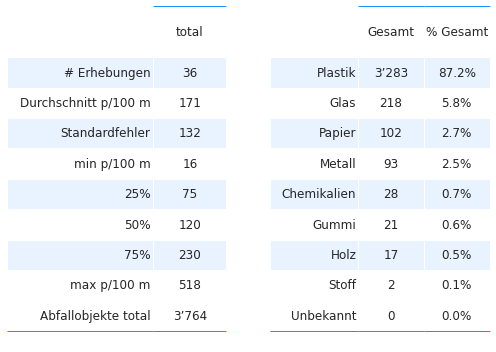 total
# Erhebungen 36
Durchschnitt p/100 m 171
Standardfehler 132
min p/100 m 16
25% 75
50% 120
75% 230
max p/100 m 518
Abfallobjekte total 3’764
Gesamt % Gesamt
Plastik 3’283 87.2%
Glas 218 5.8%
Papier 102 2.7%
Metall 93 2.5%
Chemikalien 28 0.7%
Gummi 21 0.6%
Holz 17 0.5%
Stoff 2 0.1%
Unbekannt 0 0.0%